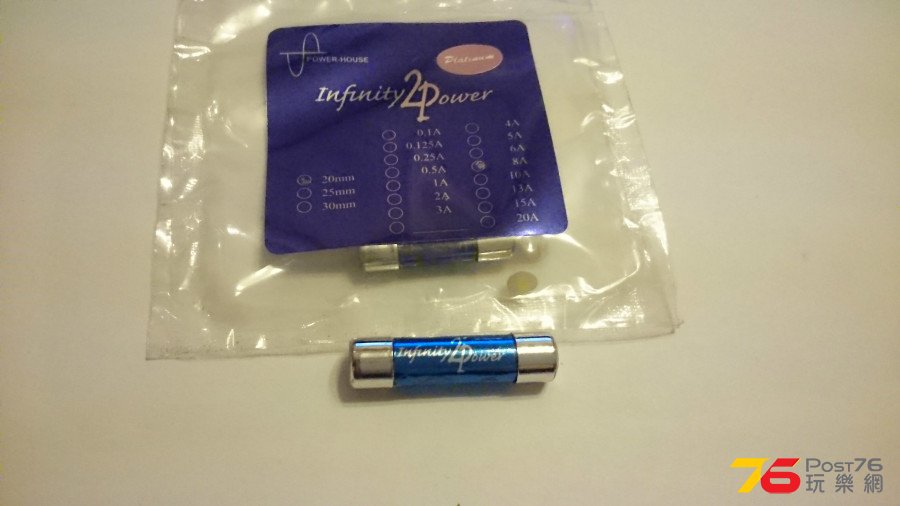 POWER-HOUSE
Platinum
Infinity2Power
20mm
25mm
30mm
0.1A
0.125A
0.25A
0.5A
1A
2A
3A
4A
5A
6A
8A
10A
13A
15A
20A
Infinity2Power
76 Post76
玩樂網